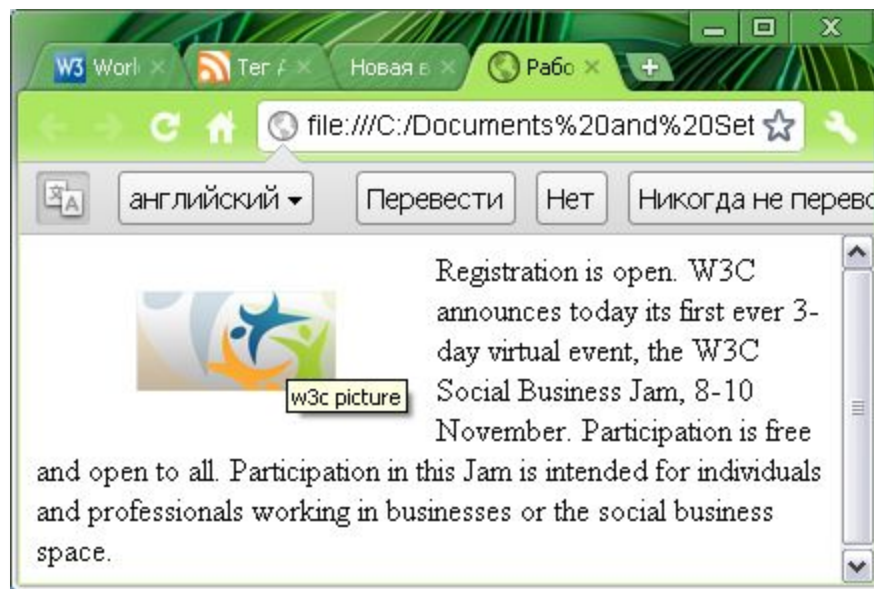 W3 Worl
Тег
Новая в
Рабо
file:///C:/Documents%20and%20Set
английский
Перевести
Нет
Никогда не перево
Registration is open. W3C
announces today its first ever 3-
day virtual event, the W3C
Social Business Jam, 8-10
November. Participation is free
and open to all. Participation in this Jam is intended for individuals
and professionals working in businesses or the social business
space.
w3c picture